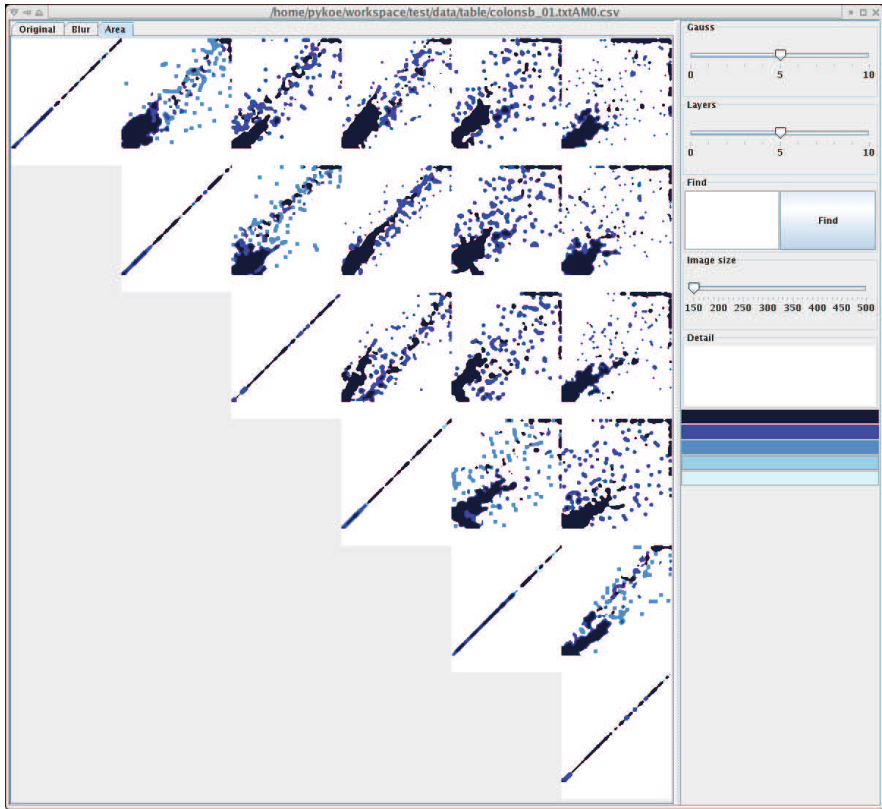 /home/pykoe/workspace/test/data/table/colonsb_01.txtAM0.csv
Original Blur Area
Gauss
0 5 10
Layers
0 5 10
Find
Find
Image size
150 200 250 300 350 400 450 500
Detail